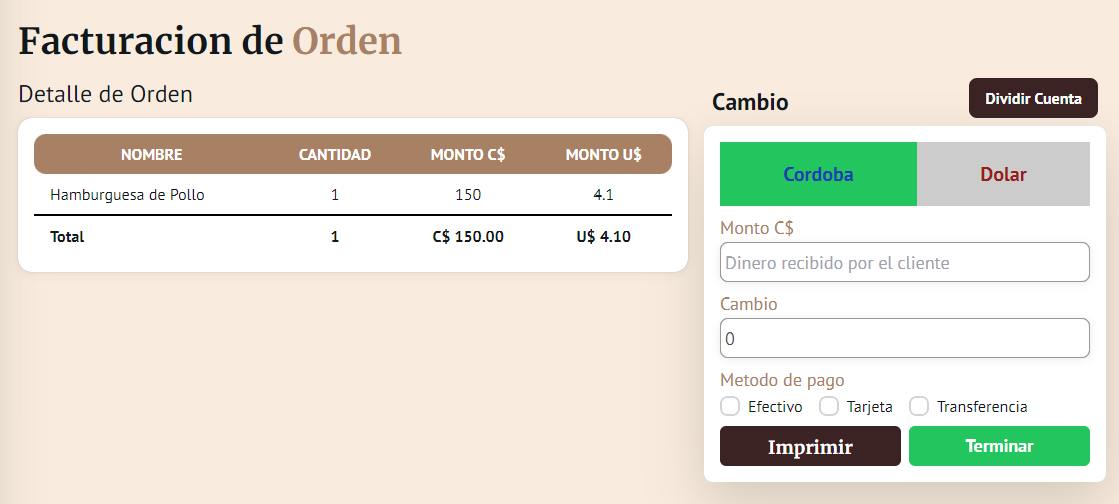 Facturacion de Orden
Detalle de Orden
NOMBRE CANTIDAD MONTO C$ MONTO U$
Hamburguesa de Pollo 1 150 4.1
Total 1 C$ 150.00 U$ 4.10
Cambio
Dividir Cuenta
Cordoba Dolar
Monto C$
Dinero recibido por el cliente
Cambio
0
Metodo de pago
Efectivo Tarjeta Transferencia
Imprimir Terminar